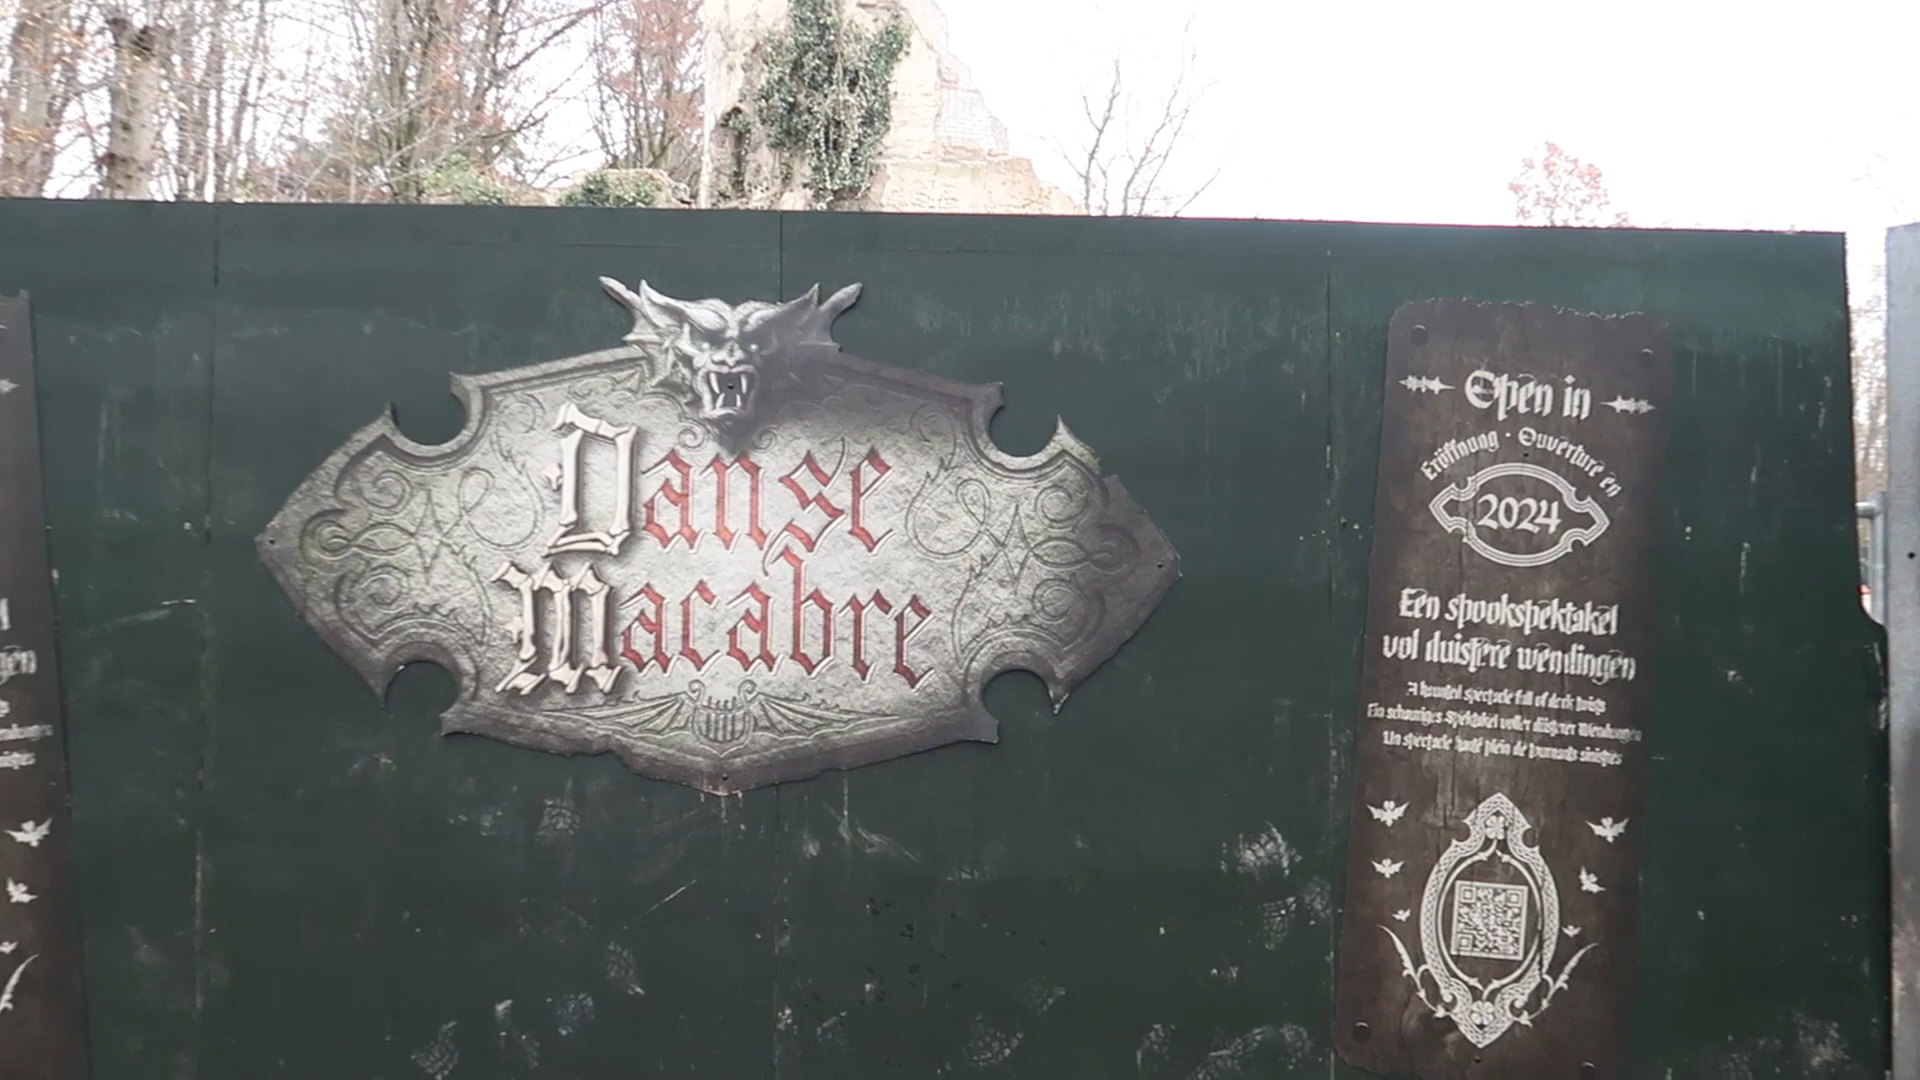 Danse
Macabre
Open in
Eröffnung · Ouverture en
2024
Een spookspektakel
vol duistere wendingen
A haunted spectacle full of dark twists
Ein schauriges Spektakel voller düsterer Wendungen
Un spectacle hanté plein de tournants sinistres
gen